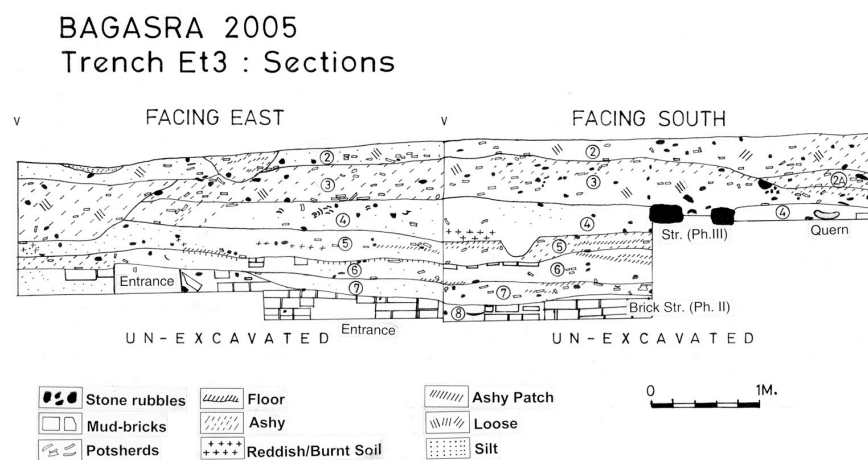 BAGASRA 2005
Trench Et3 : Sections
V FACING EAST V FACING SOUTH
2 2
3 3 2A
4 4 4
Str. (Ph.III) Quern
5 5
6 6
Entrance
7 7
Brick Str. (Ph. II)
8
Entrance
UN-EXCAVATED UN-EXCAVATED
Stone rubbles Floor Ashy Patch 0 1M.
Mud-bricks Ashy Loose
Potsherds Reddish/Burnt Soil Silt